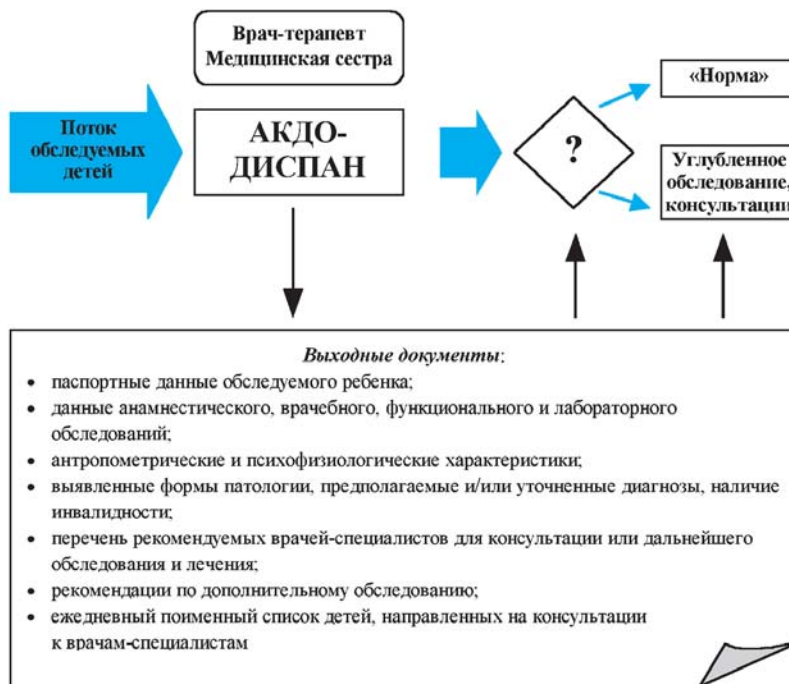 Врач-терапевт
Медицинская сестра
«Норма»
Поток
обследуемых
детей
АКДО-
ДИСПАН
?
Углубленное
обследование,
консультации
Выходные документы:
• паспортные данные обследуемого ребенка;
• данные анамнестического, врачебного, функционального и лабораторного
обследований;
• антропометрические и психофизиологические характеристики;
• выявленные формы патологии, предполагаемые и/или уточненные диагнозы, наличие
инвалидности;
• перечень рекомендуемых врачей-специалистов для консультации или дальнейшего
обследования и лечения;
• рекомендации по дополнительному обследованию;
• ежедневный поименный список детей, направленных на консультации
к врачам-специалистам